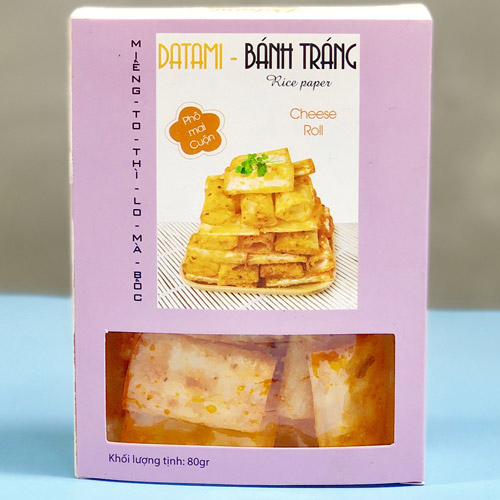 DATAMI - BÁNH TRÁNG
Rice paper
Cheese
Roll
Phô
mai
Cuộn
MIẾNG-TO-THÌ-LO-MÀ-BỐC
Khối lượng tịnh: 80gr